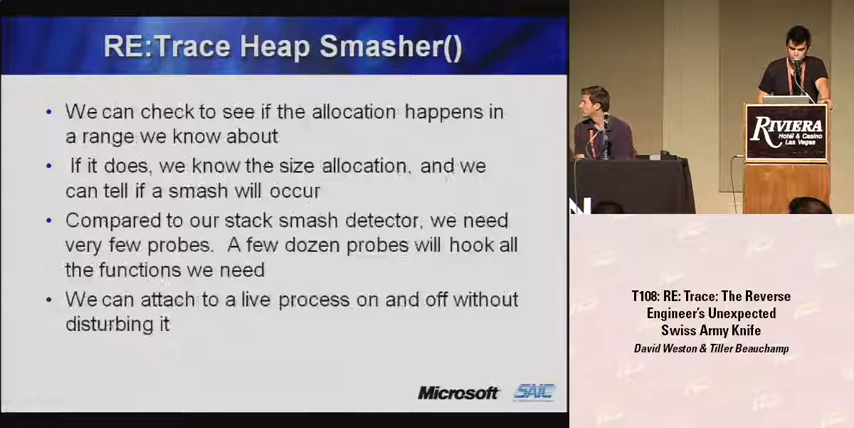 RE:Trace Heap Smasher()
• We can check to see if the allocation happens in
a range we know about
• If it does, we know the size allocation, and we
can tell if a smash will occur
• Compared to our stack smash detector, we need
very few probes.  A few dozen probes will hook all
the functions we need
• We can attach to a live process on and off without
disturbing it
Microsoft
SAIC
RIVIERA
Hotel & Casino
Las Vegas
N
T108: RE: Trace: The Reverse
Engineer's Unexpected
Swiss Army Knife
David Weston & Tiller Beauchamp